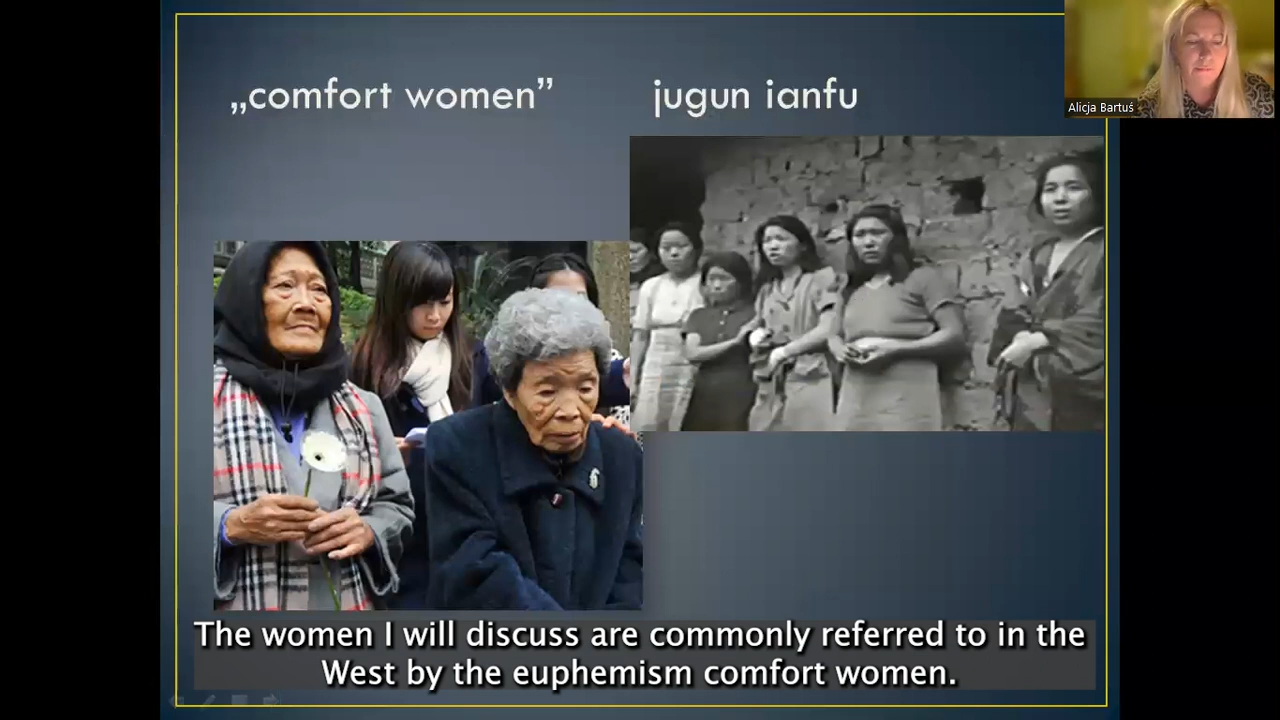 „comfort women”
jugun ianfu
Alicja Bartuś
The women I will discuss are commonly referred to in the
West by the euphemism comfort women.